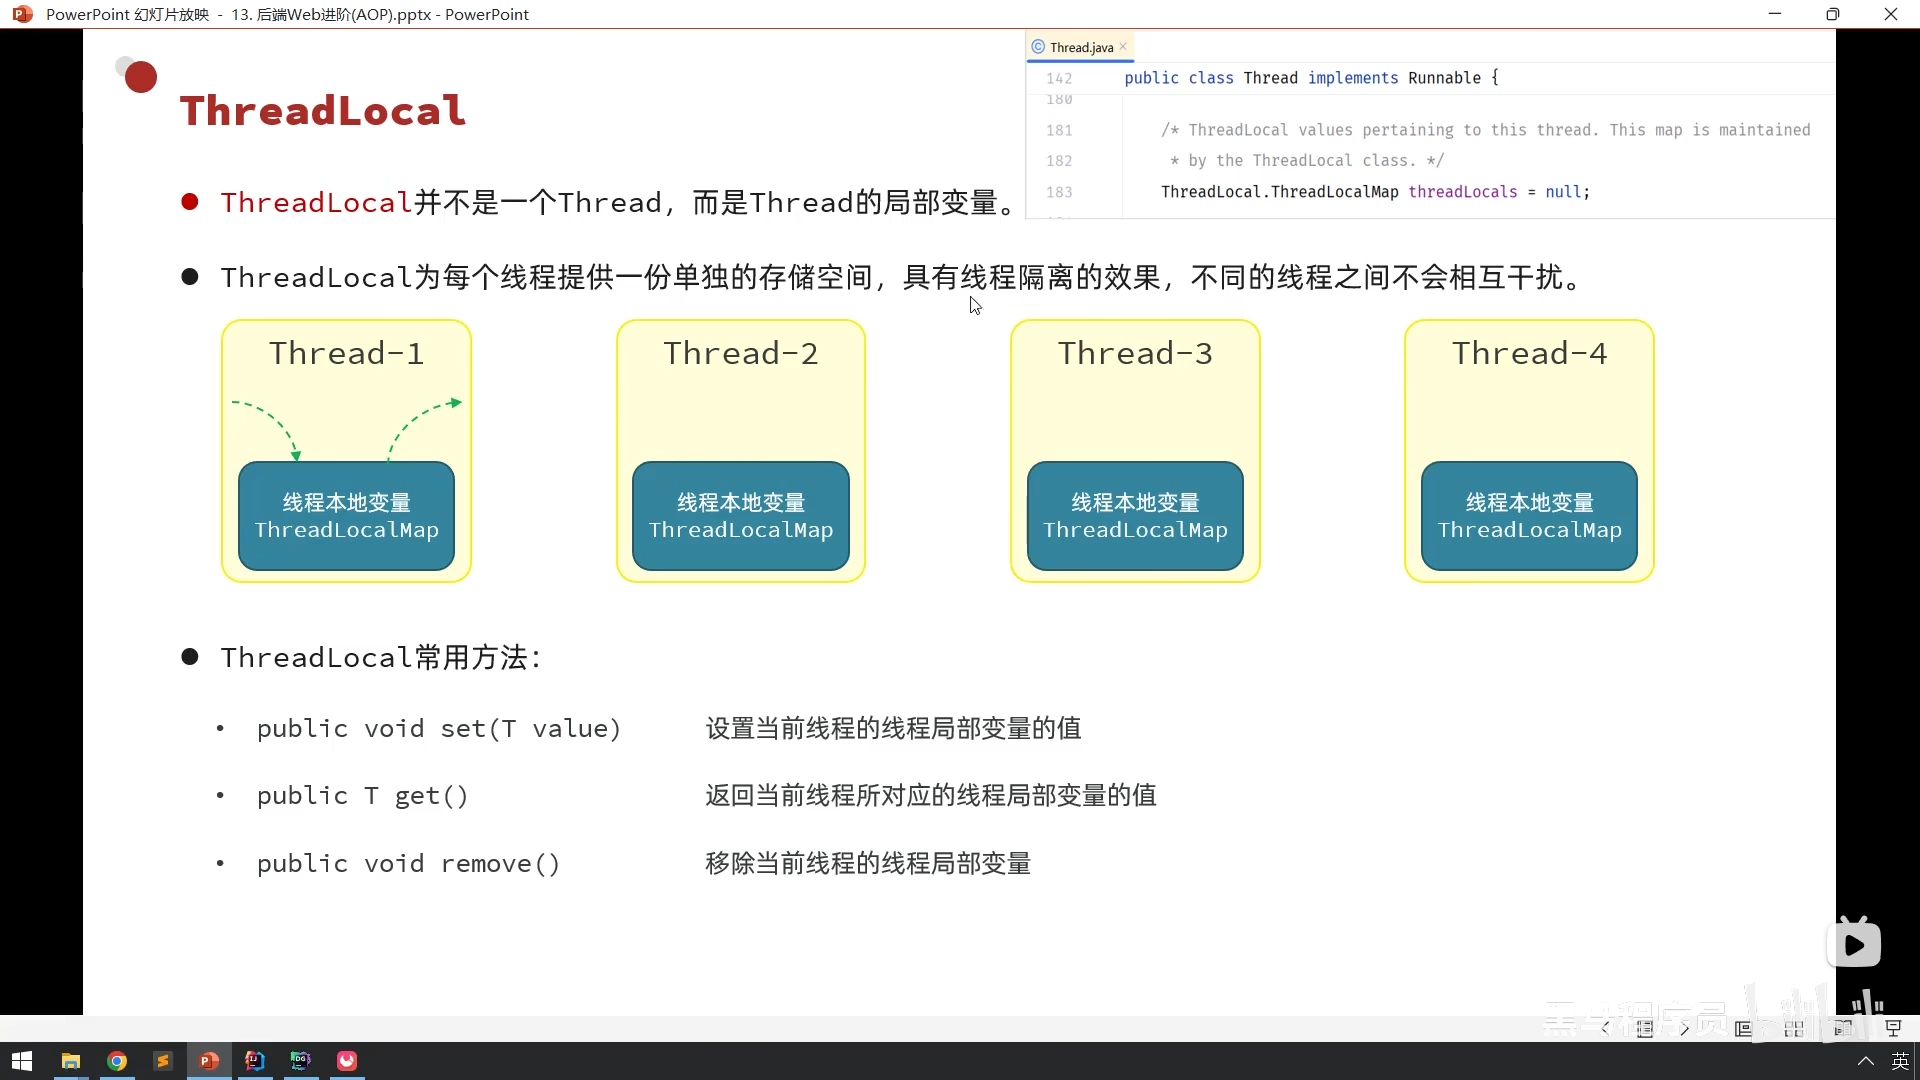 PowerPoint 幻灯片放映 - 13. 后端Web进阶(AOP).pptx - PowerPoint
Thread.java
142 public class Thread implements Runnable {
180
181 /* ThreadLocal values pertaining to this thread. This map is maintained
182 * by the ThreadLocal class. */
183 ThreadLocal.ThreadLocalMap threadLocals = null;
ThreadLocal
ThreadLocal并不是一个Thread，而是Thread的局部变量。
ThreadLocal为每个线程提供一份单独的存储空间，具有线程隔离的效果，不同的线程之间不会相互干扰。
Thread-1
线程本地变量
ThreadLocalMap
Thread-2
线程本地变量
ThreadLocalMap
Thread-3
线程本地变量
ThreadLocalMap
Thread-4
线程本地变量
ThreadLocalMap
ThreadLocal常用方法：
• public void set(T value) 设置当前线程的线程局部变量的值
• public T get() 返回当前线程所对应的线程局部变量的值
• public void remove() 移除当前线程的线程局部变量
黑马程序员
英